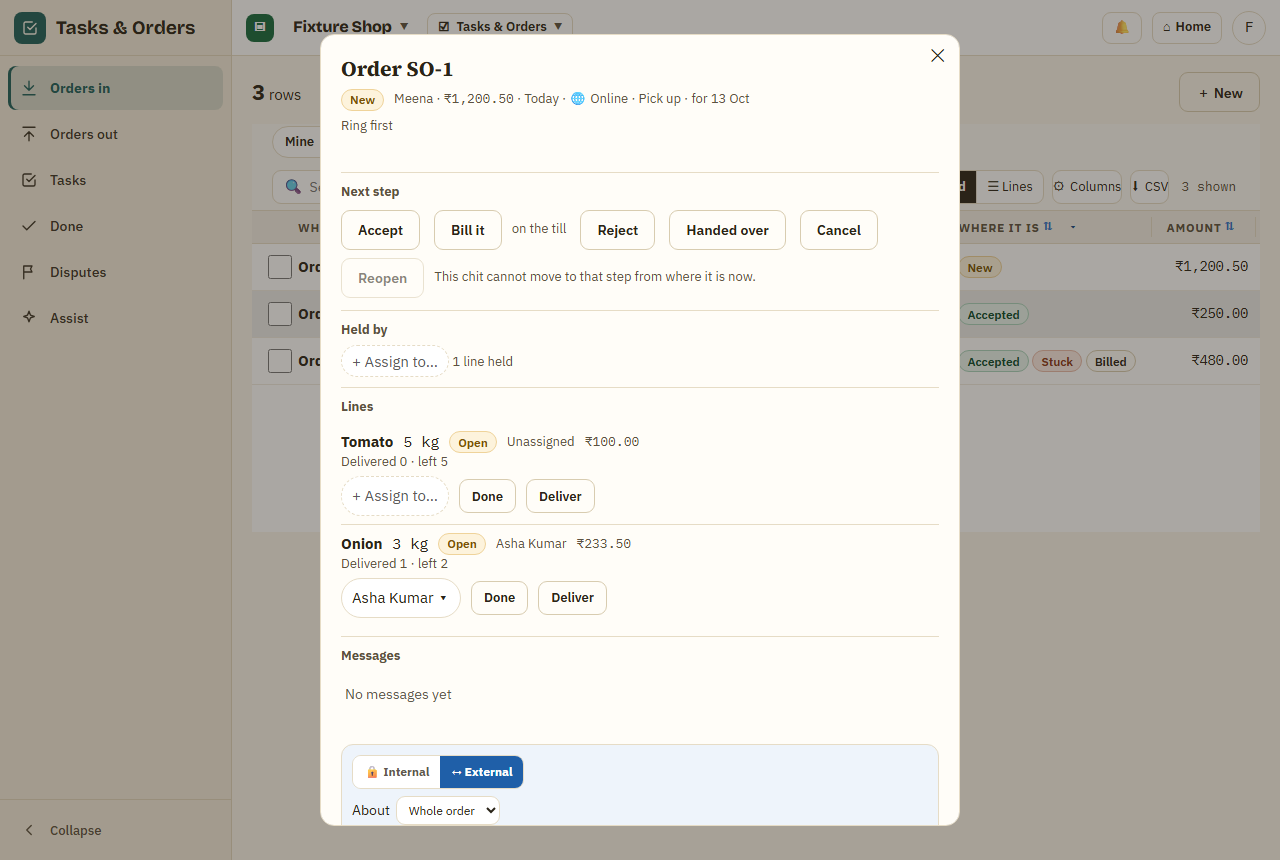 Tasks & Orders
Fixture Shop ▼
Tasks & Orders ▼
Home
F
Orders in
Orders out
Tasks
Done
Disputes
Assist
Collapse
3 rows
+ New
Mine
Lines
Columns
CSV
3 shown
WHERE IT IS
AMOUNT
New
₹1,200.50
Accepted
₹250.00
Accepted Stuck Billed
₹480.00
Order SO-1
New Meena · ₹1,200.50 · Today · Online · Pick up · for 13 Oct
Ring first
Next step
Accept Bill it on the till Reject Handed over Cancel
Reopen This chit cannot move to that step from where it is now.
Held by
+ Assign to... 1 line held
Lines
Tomato 5 kg Open Unassigned ₹100.00
Delivered 0 · left 5
+ Assign to... Done Deliver
Onion 3 kg Open Asha Kumar ₹233.50
Delivered 1 · left 2
Asha Kumar ▾ Done Deliver
Messages
No messages yet
Internal ↔ External
About Whole order